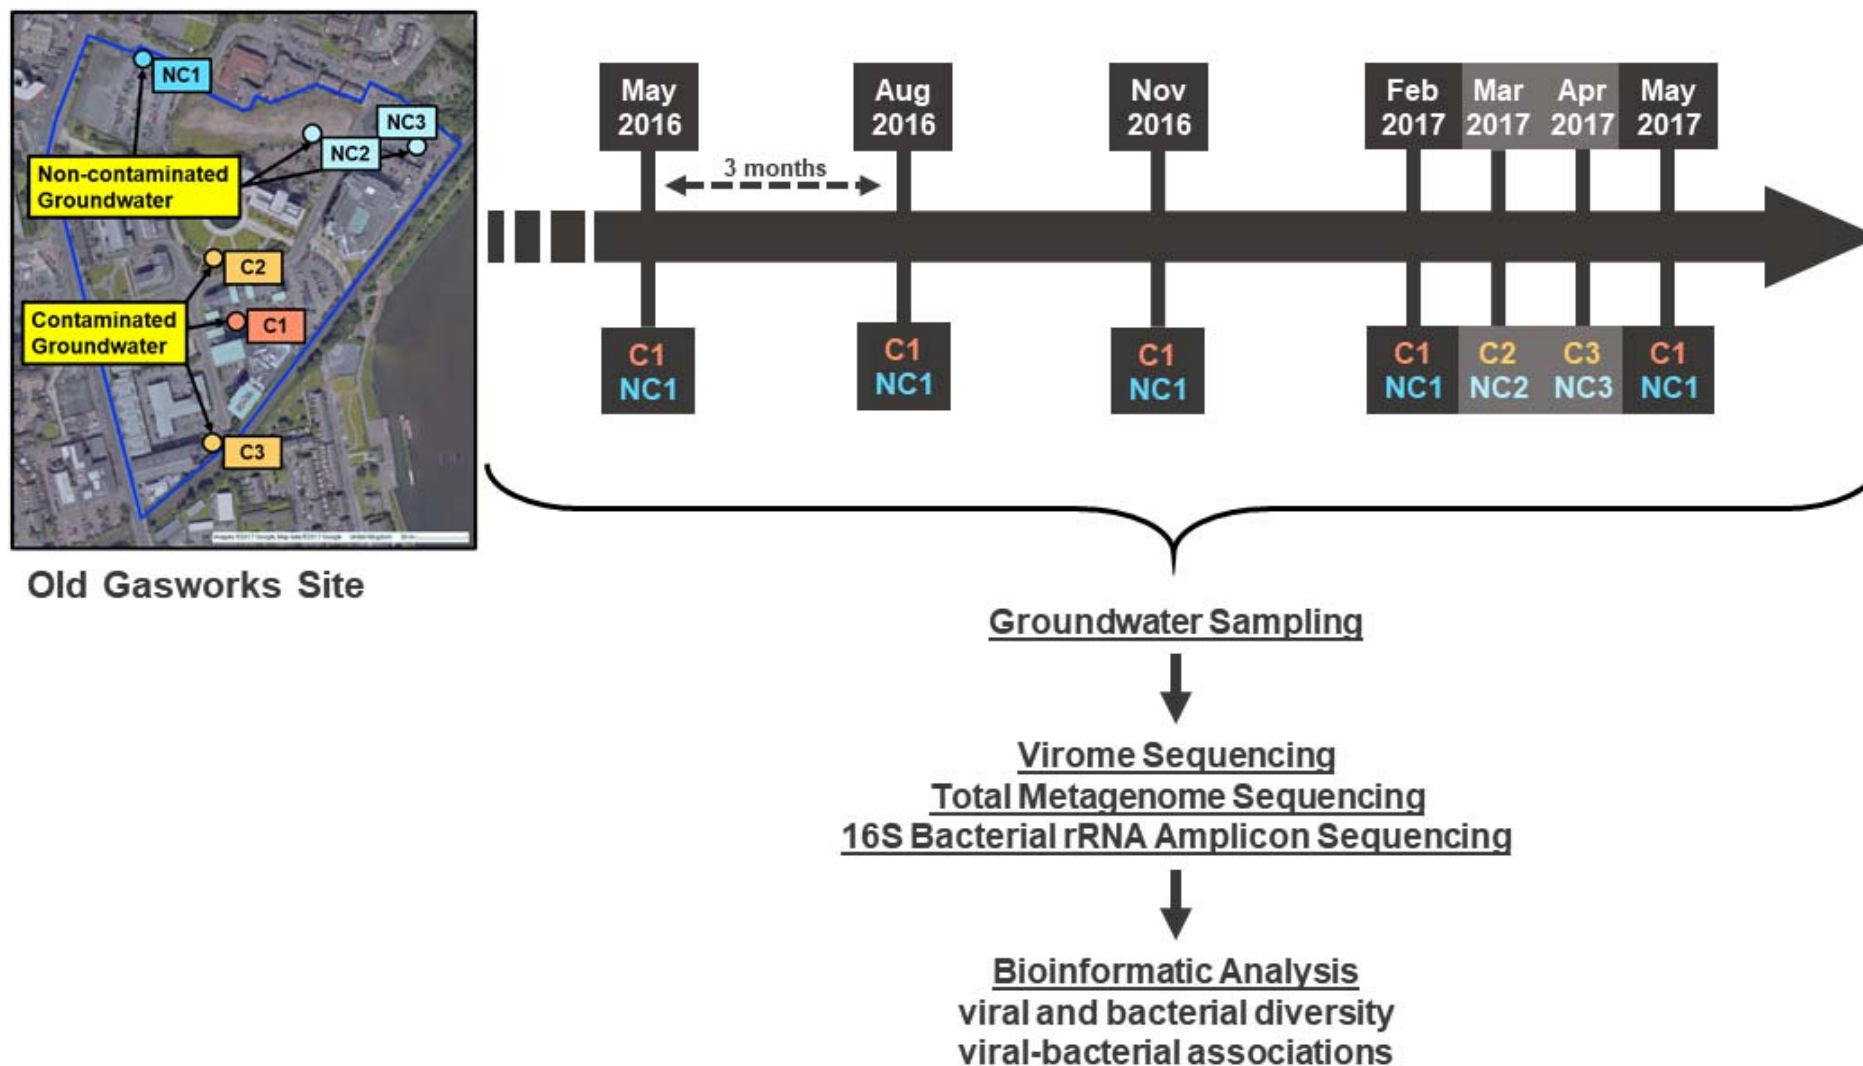 NC1
NC3
NC2
Non-contaminated
Groundwater
C2
Contaminated
Groundwater
C1
C3
Old Gasworks Site
May
2016
Aug
2016
Nov
2016
Feb
2017
Mar
2017
Apr
2017
May
2017
3 months
C1
NC1
C1
NC1
C1
NC1
C1
NC1
C2
NC2
C3
NC3
C1
NC1
Groundwater Sampling
Virome Sequencing
Total Metagenome Sequencing
16S Bacterial rRNA Amplicon Sequencing
Bioinformatic Analysis
viral and bacterial diversity
viral-bacterial associations